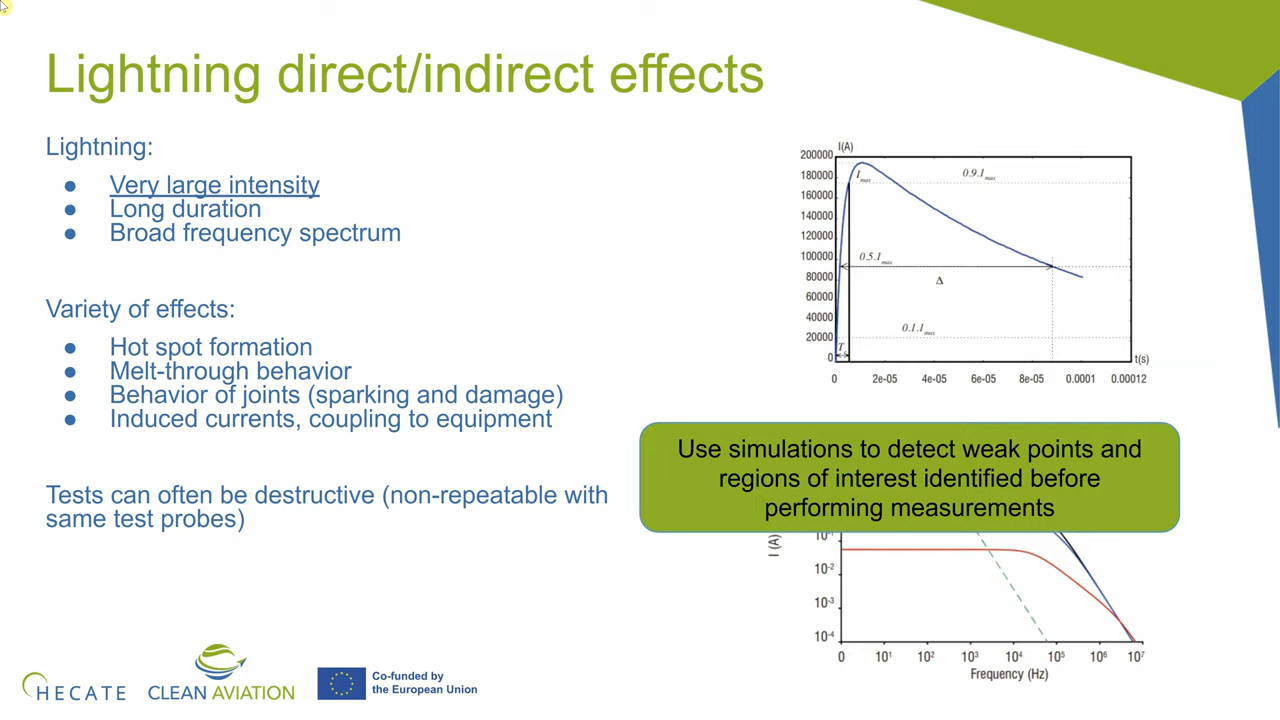 Lightning direct/indirect effects
Lightning:
● Very large intensity
● Long duration
● Broad frequency spectrum
Variety of effects:
● Hot spot formation
● Melt-through behavior
● Behavior of joints (sparking and damage)
● Induced currents, coupling to equipment
Tests can often be destructive (non-repeatable with
same test probes)
I(A)
200000
180000
160000
140000
120000
100000
80000
60000
40000
20000
0
I max
0.9.I max
0.5.I max
Δ
0.1.I max
T
t(s)
0 2e-05 4e-05 6e-05 8e-05 0.0001 0.00012
Use simulations to detect weak points and
regions of interest identified before
performing measurements
I (A)
10-2
10-3
10-4
0 10¹ 10² 10³ 10⁴ 10⁵ 10⁶ 10⁷
Frequency (Hz)
HECATE
CLEAN AVIATION
Co-funded by
the European Union